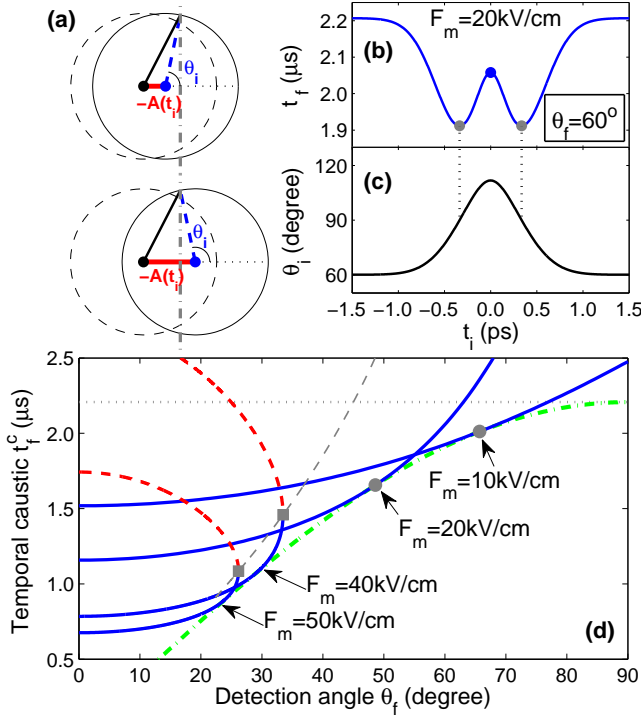 (a)
θi
−A(ti)
θi
−A(ti)
Fm=20kV/cm
(b)
tf (μs)
2.2
2.1
2.0
1.9
θf=60o
(c)
θi (degree)
120
90
60
−1.5 −1.0 −0.5 0.0 0.5 1.0 1.5
ti (ps)
Temporal caustic tfc (μs)
2.5
2.0
1.5
1.0
0.5
Fm=10kV/cm
Fm=20kV/cm
Fm=40kV/cm
Fm=50kV/cm
(d)
0 10 20 30 40 50 60 70 80 90
Detection angle θf (degree)